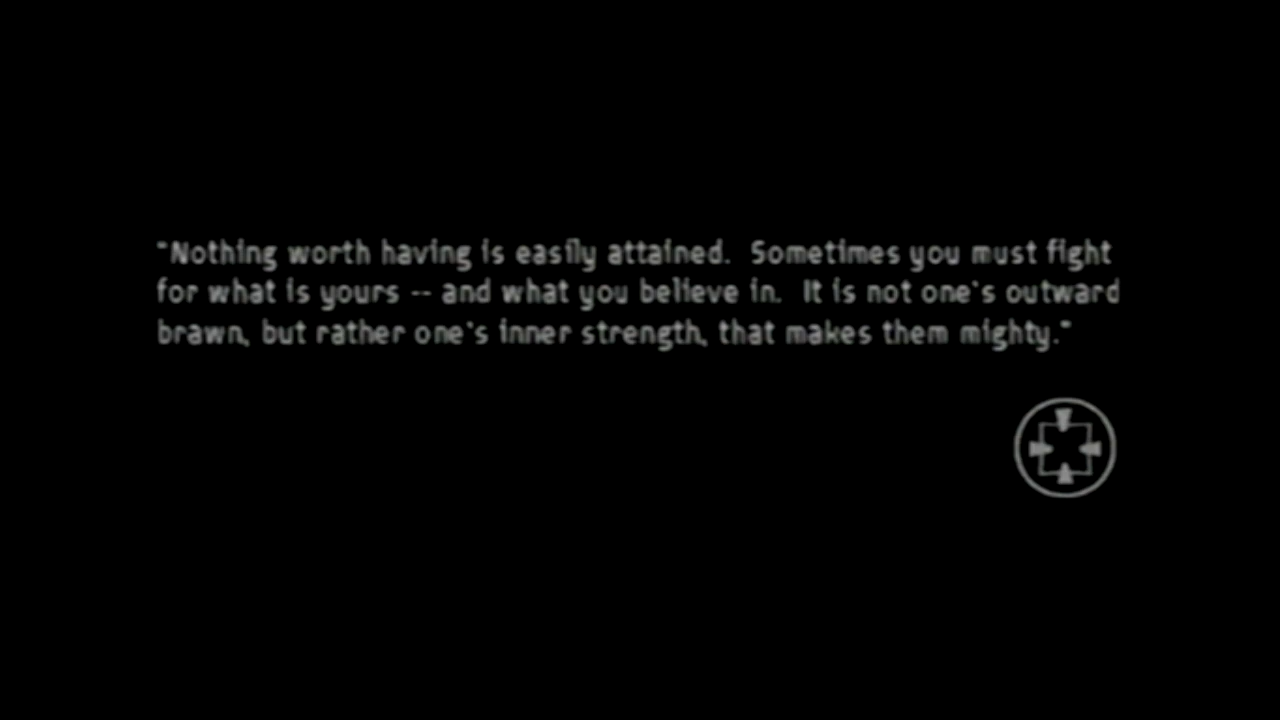 "Nothing worth having is easily attained.  Sometimes you must fight
for what is yours -- and what you believe in.  It is not one's outward
brawn, but rather one's inner strength, that makes them mighty."